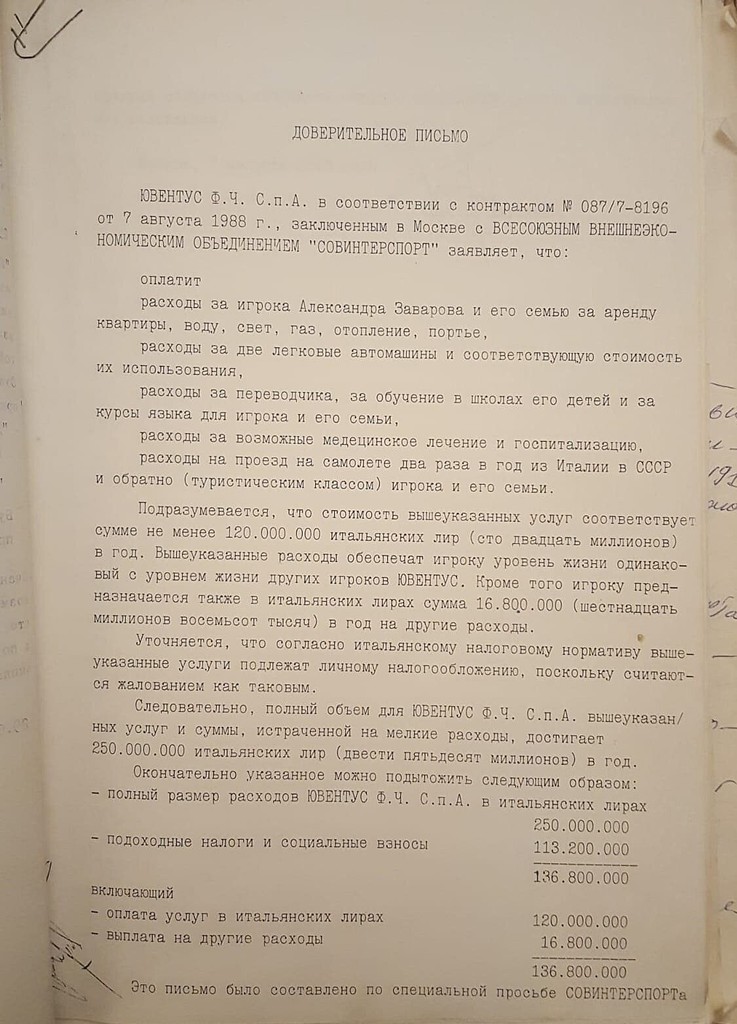 ДОВЕРИТЕЛЬНОЕ ПИСЬМО
ЮВЕНТУС Ф.Ч. С.п.А. в соответствии с контрактом № 087/7-8196
от 7 августа 1988 г., заключенным в Москве с ВСЕСОЮЗНЫМ ВНЕШНЕЭКО-
НОМИЧЕСКИМ ОБЪЕДИНЕНИЕМ "СОВИНТЕРСПОРТ" заявляет, что:
оплатит
расходы за игрока Александра Заварова и его семью за аренду
квартиры, воду, свет, газ, отопление, портье,
расходы за две легковые автомашины и соответствующую стоимость
их использования,
расходы за переводчика, за обучение в школах его детей и за
курсы языка для игрока и его семьи,
расходы за возможные медецинское лечение и госпитализацию,
расходы на проезд на самолете два раза в год из Италии в СССР
и обратно (туристическим классом) игрока и его семьи.
Подразумевается, что стоимость вышеуказанных услуг соответствует
сумме не менее 120.000.000 итальянских лир (сто двадцать миллионов)
в год. Вышеуказанные расходы обеспечат игроку уровень жизни одинако-
вый с уровнем жизни других игроков ЮВЕНТУС. Кроме того игроку пред-
назначается также в итальянских лирах сумма 16.800.000 (шестнадцать
миллионов восемьсот тысяч) в год на другие расходы.
Уточняется, что согласно итальянскому налоговому нормативу выше-
указанные услуги подлежат личному налогообложению, поскольку считают-
ся жалованием как таковым.
Следовательно, полный объем для ЮВЕНТУС Ф.Ч. С.п.А. вышеуказан/
ных услуг и суммы, истраченной на мелкие расходы, достигает
250.000.000 итальянских лир (двести пятьдесят миллионов) в год.
Окончательно указанное можно подытожить следующим образом:
- полный размер расходов ЮВЕНТУС Ф.Ч. С.п.А. в итальянских лирах
250.000.000
- подоходные налоги и социальные взносы 113.200.000
136.800.000
включающий
- оплата услуг в итальянских лирах 120.000.000
- выплата на другие расходы 16.800.000
136.800.000
Это письмо было составлено по специальной просьбе СОВИНТЕРСПОРТа